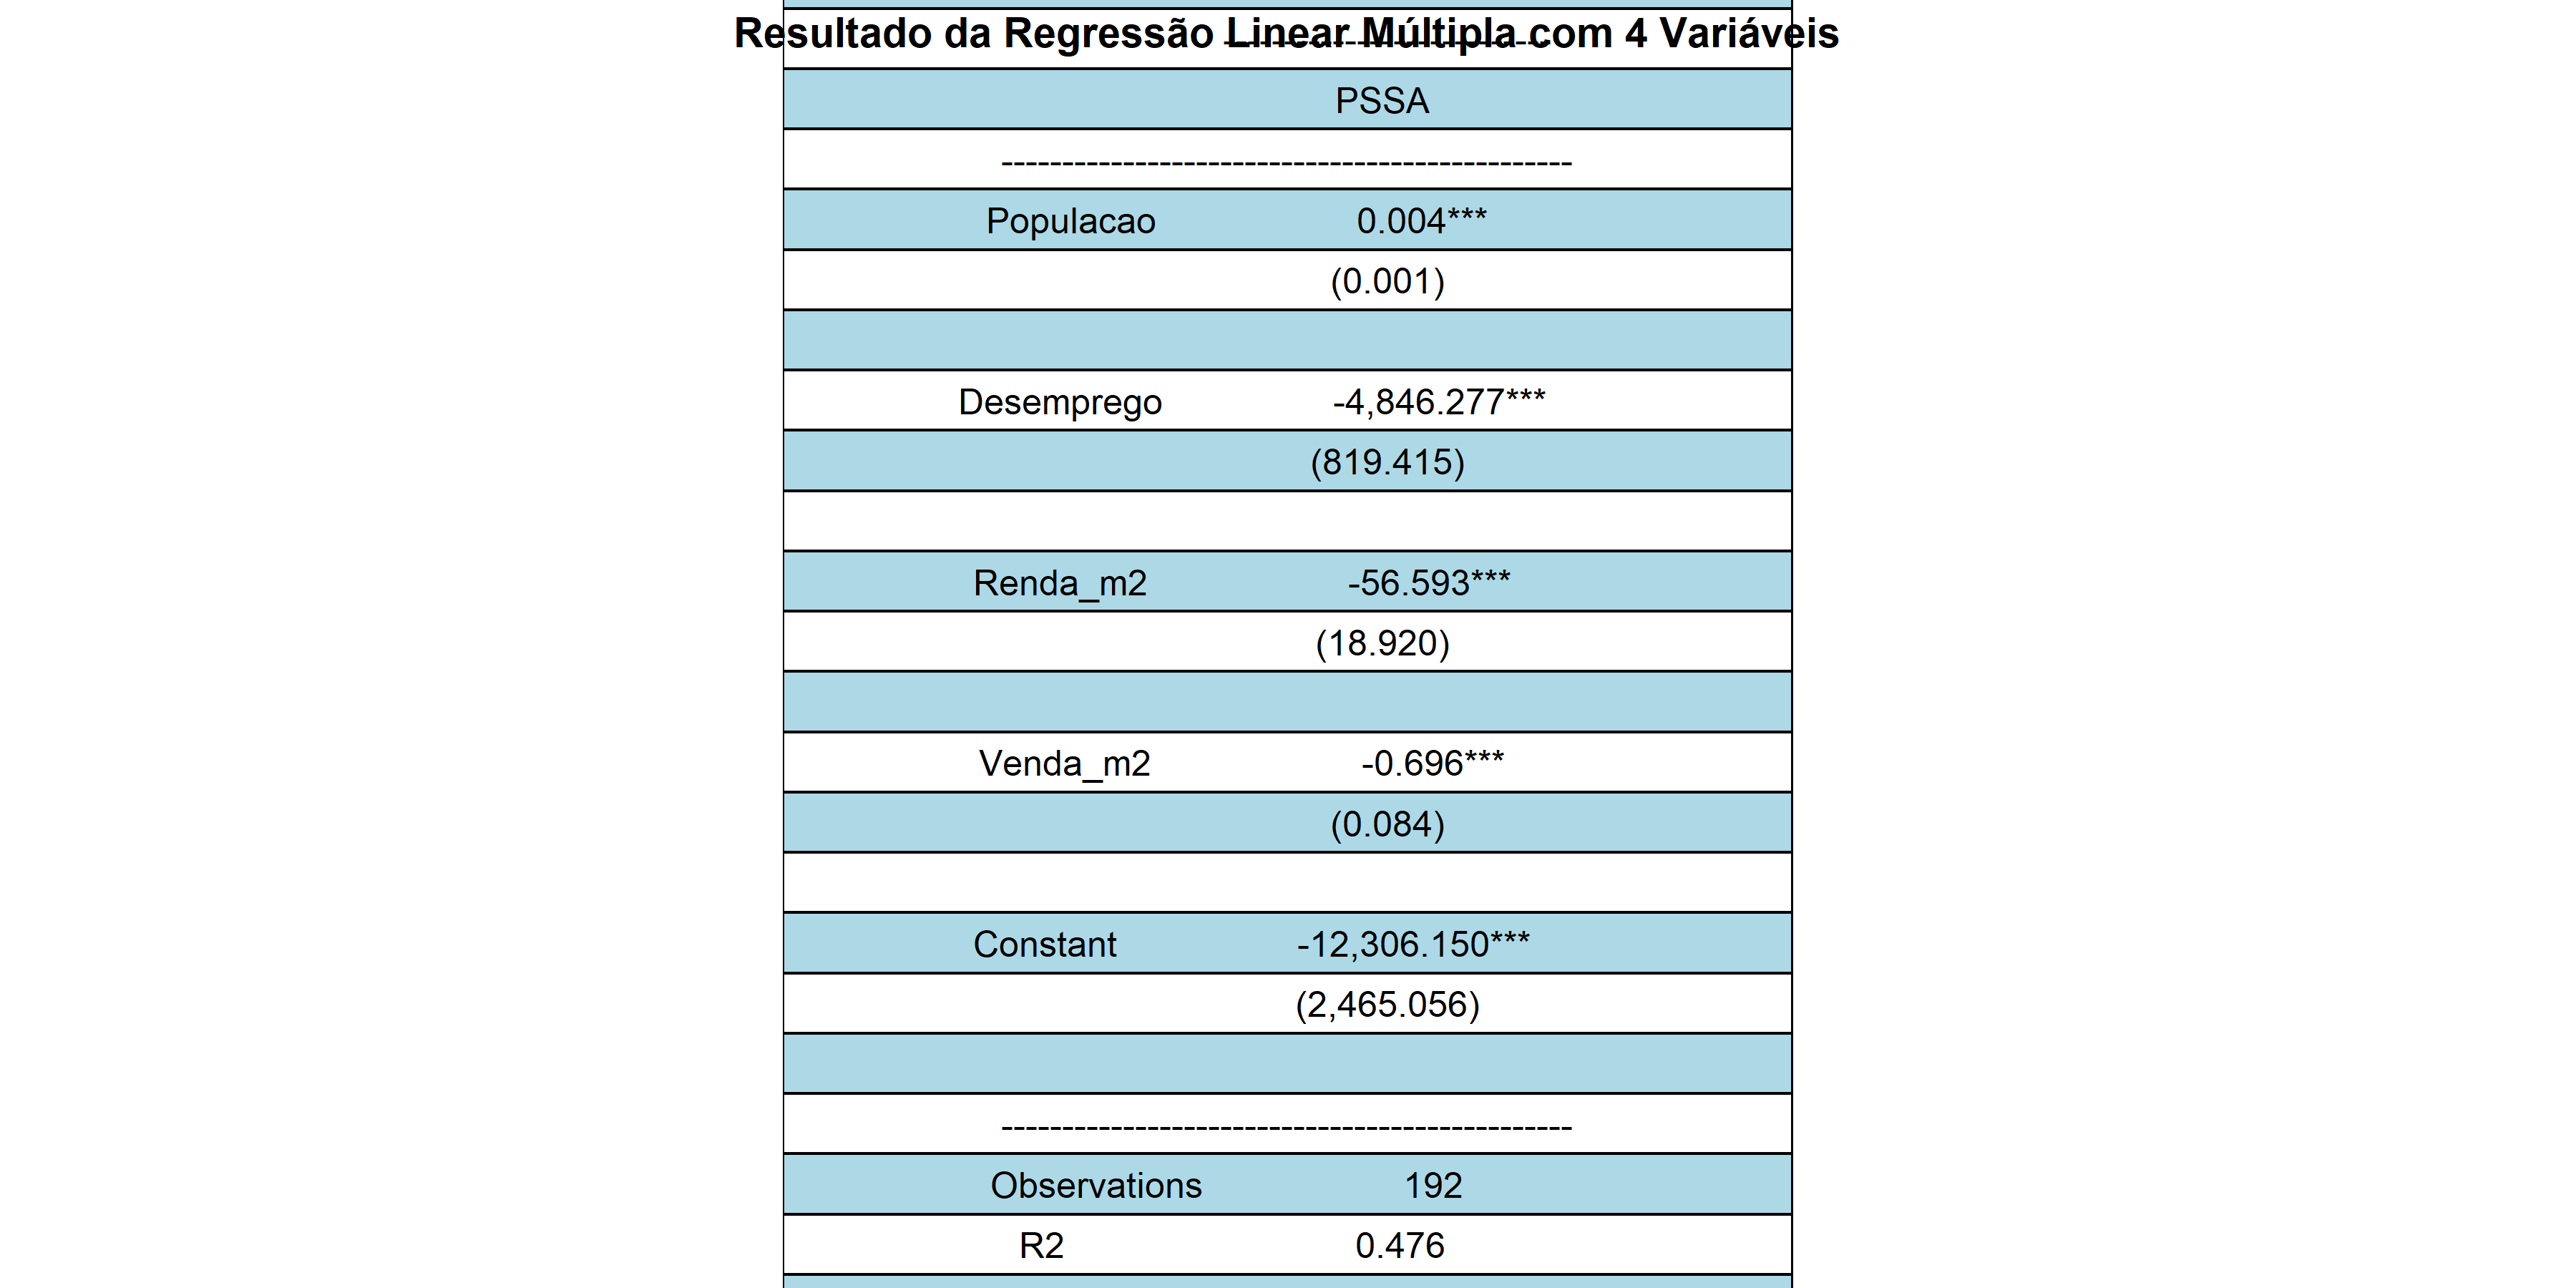 Resultado da Regressão Linear Múltipla com 4 Variáveis
PSSA
-----------------------------------------------
Populacao 0.004***
(0.001)
Desemprego -4,846.277***
(819.415)
Renda_m2 -56.593***
(18.920)
Venda_m2 -0.696***
(0.084)
Constant -12,306.150***
(2,465.056)
-----------------------------------------------
Observations 192
R2 0.476